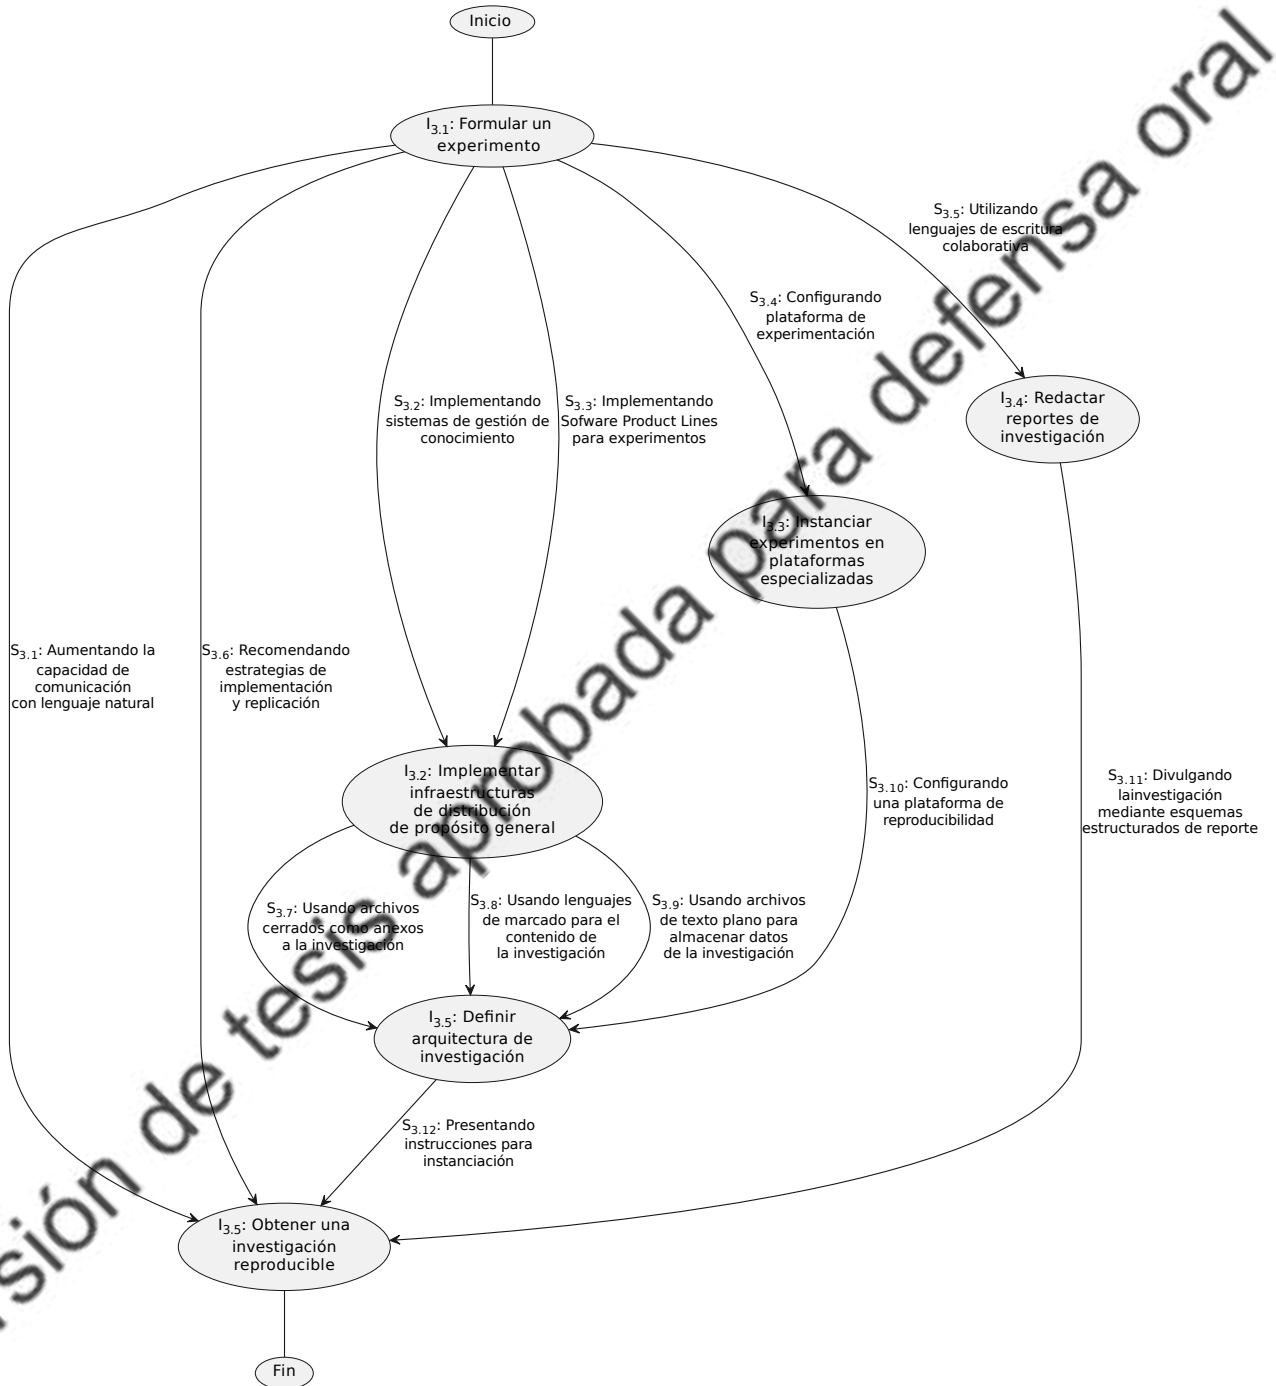 Inicio
I3.1: Formular un
experimento
S3.5: Utilizando
lenguajes de escritura
colaborativa
S3.4: Configurando
plataforma de
experimentación
S3.2: Implementando
sistemas de gestión de
conocimiento
S3.3: Implementando
Sofware Product Lines
para experimentos
I3.4: Redactar
reportes de
investigación
I3.3: Instanciar
experimentos en
plataformas
especializadas
S3.1: Aumentando la
capacidad de
comunicación
con lenguaje natural
S3.6: Recomendando
estrategias de
implementación
y replicación
I3.2: Implementar
infraestructuras
de distribución
de propósito general
S3.10: Configurando
una plataforma de
reproducibilidad
S3.11: Divulgando
lainvestigación
mediante esquemas
estructurados de reporte
S3.7: Usando archivos
cerrados como anexos
a la investigación
S3.8: Usando lenguajes
de marcado para el
contenido de
la investigación
S3.9: Usando archivos
de texto plano para
almacenar datos
de la investigación
I3.5: Definir
arquitectura de
investigación
S3.12: Presentando
instrucciones para
instanciación
I3.5: Obtener una
investigación
reproducible
Fin
rsión de tesis aprobada para defensa oral